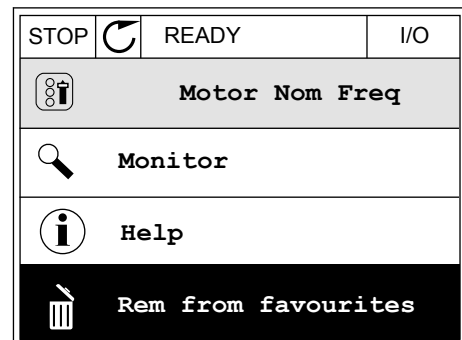 STOP READY I/O
Motor Nom Freq
Monitor
Help
Rem from favourites